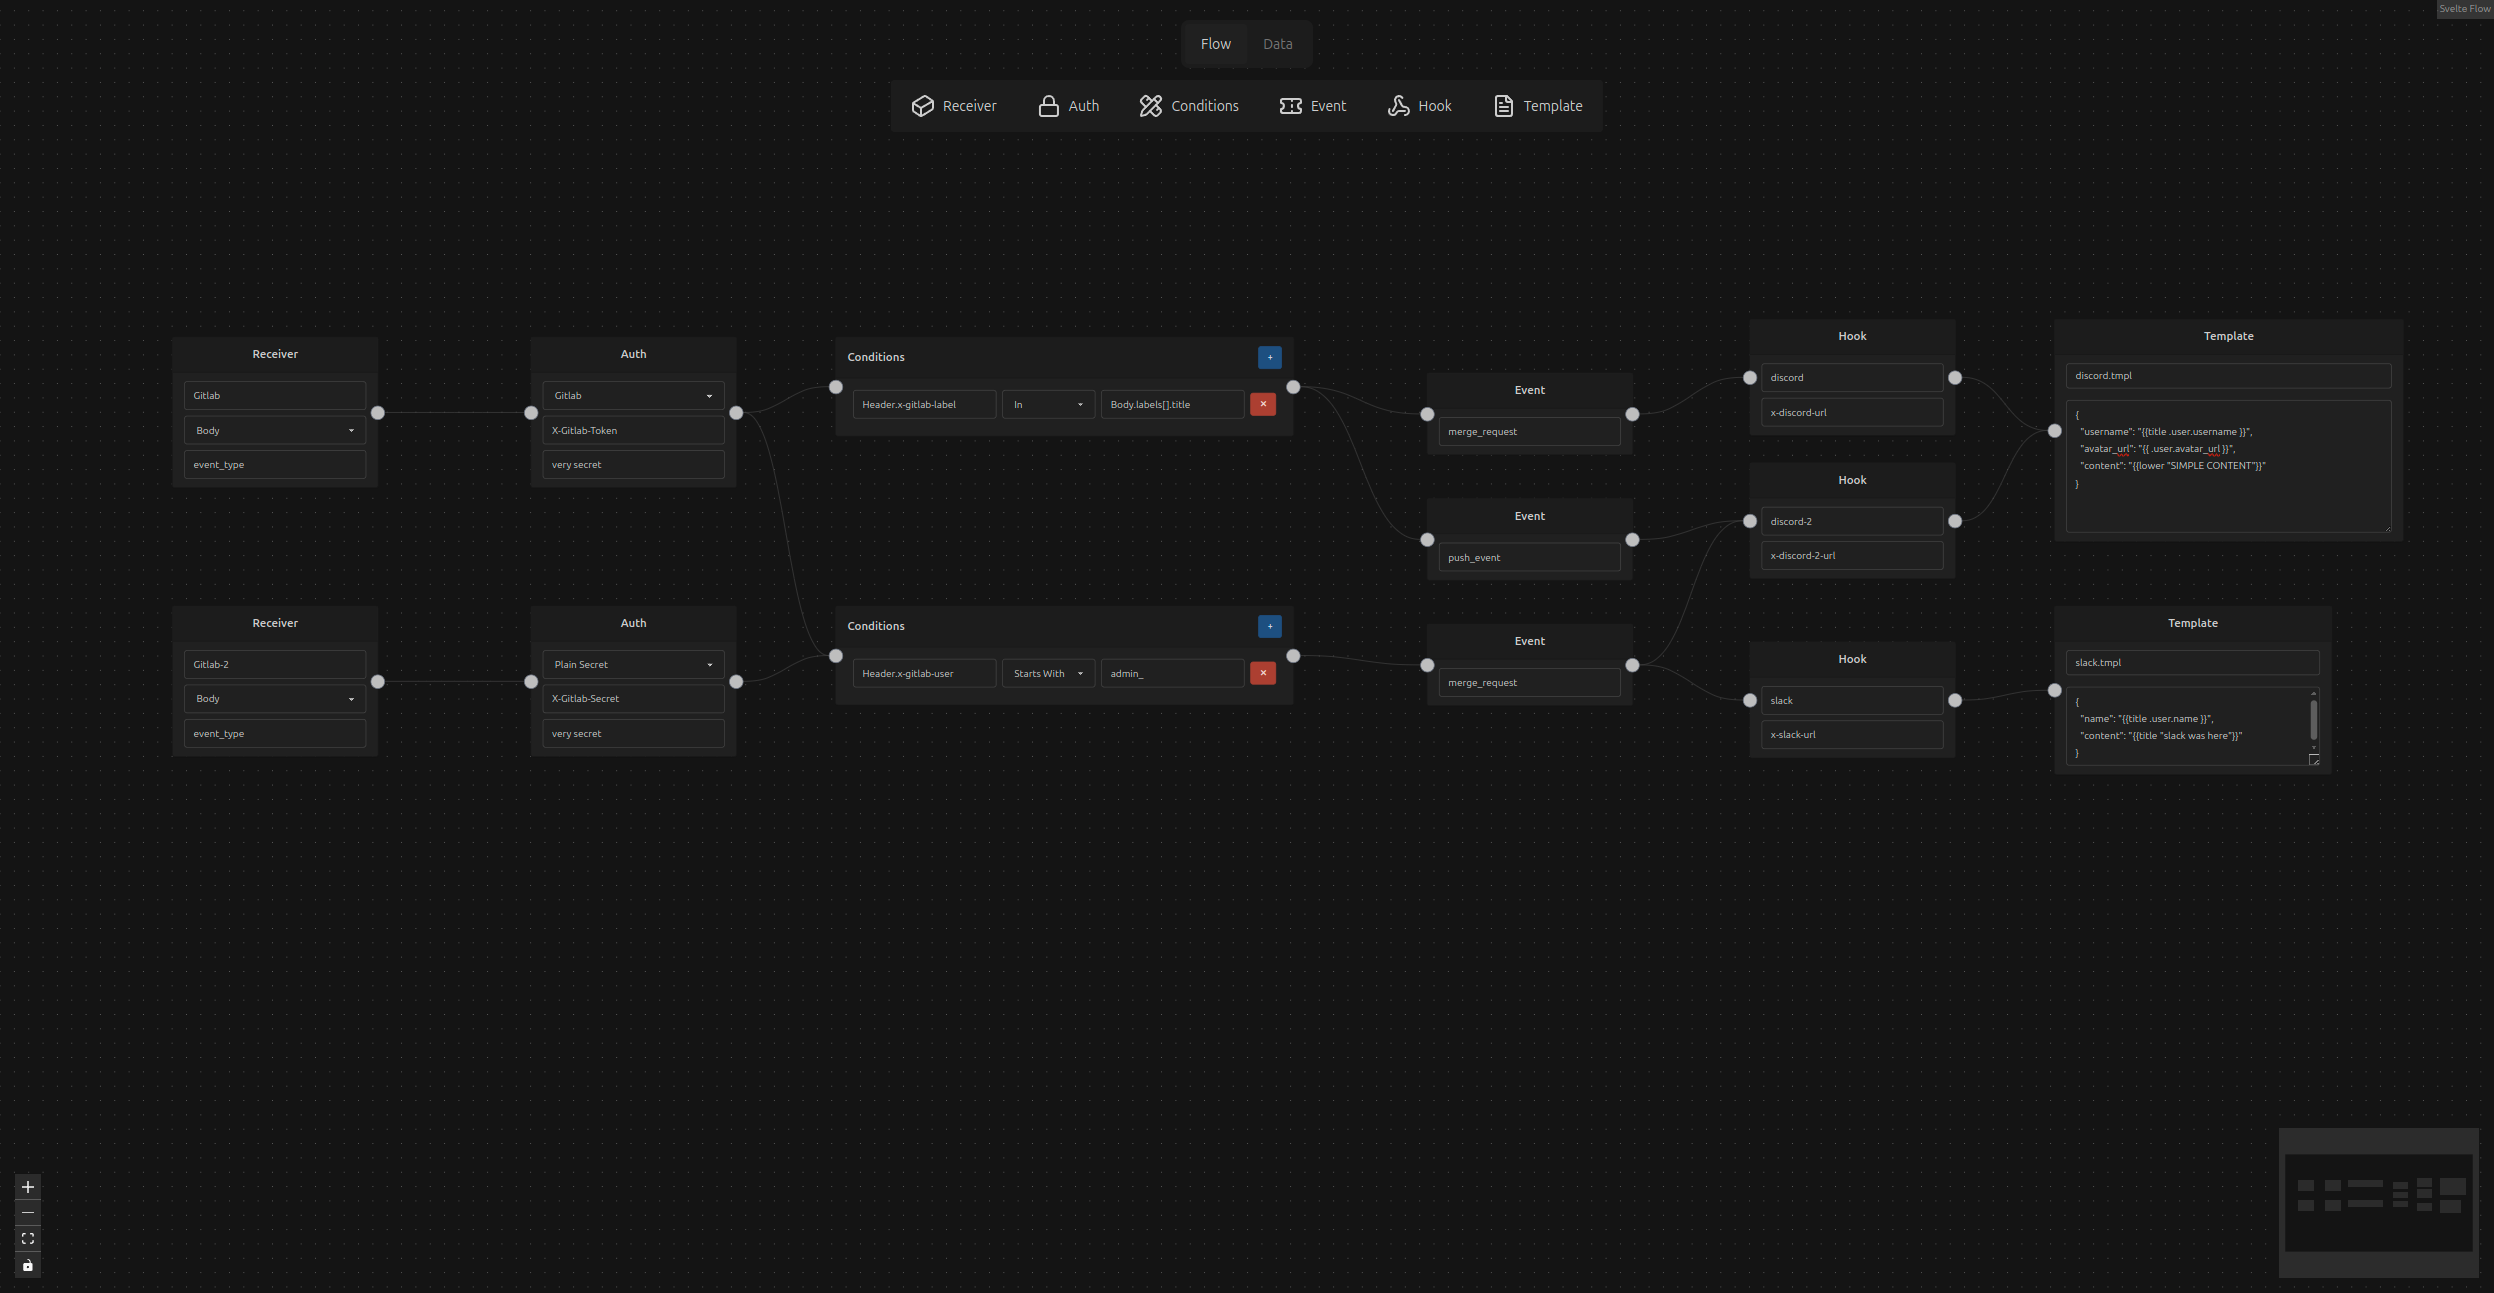 Svelte Flow
Flow Data
Receiver Auth Conditions Event Hook Template
Receiver
Gitlab
Body
event_type
Auth
Gitlab
X-Gitlab-Token
very secret
Conditions +
Header.x-gitlab-label In Body.labels[].title ×
Event
merge_request
Event
push_event
Hook
discord
x-discord-url
Hook
discord-2
x-discord-2-url
Template
discord.tmpl
{
"username": "{{title .user.username }}",
"avatar_url": "{{ .user.avatar_url }}",
"content": "{{lower "SIMPLE CONTENT"}}"
}
Receiver
Gitlab-2
Body
event_type
Auth
Plain Secret
X-Gitlab-Secret
very secret
Conditions +
Header.x-gitlab-user Starts With admin_ ×
Event
merge_request
Hook
slack
x-slack-url
Template
slack.tmpl
{
"name": "{{title .user.name }}",
"content": "{{title "slack was here"}}"
}